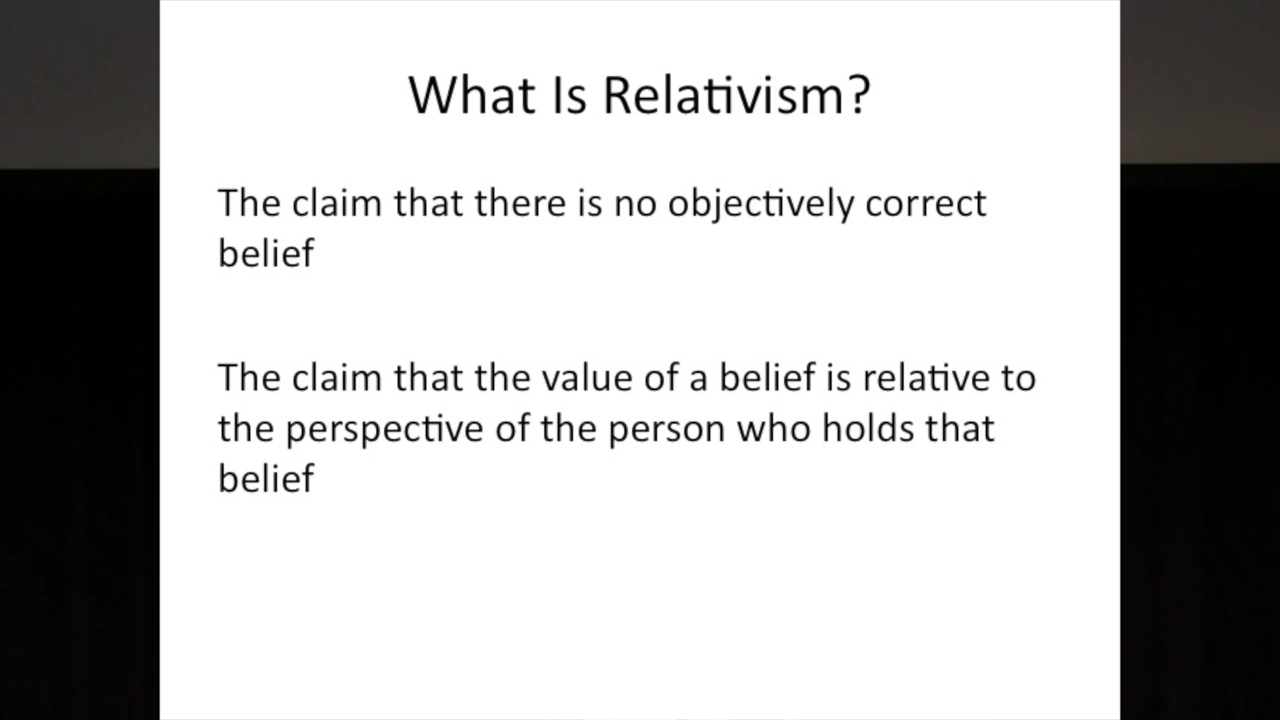 What Is Relativism?
The claim that there is no objectively correct
belief
The claim that the value of a belief is relative to
the perspective of the person who holds that
belief